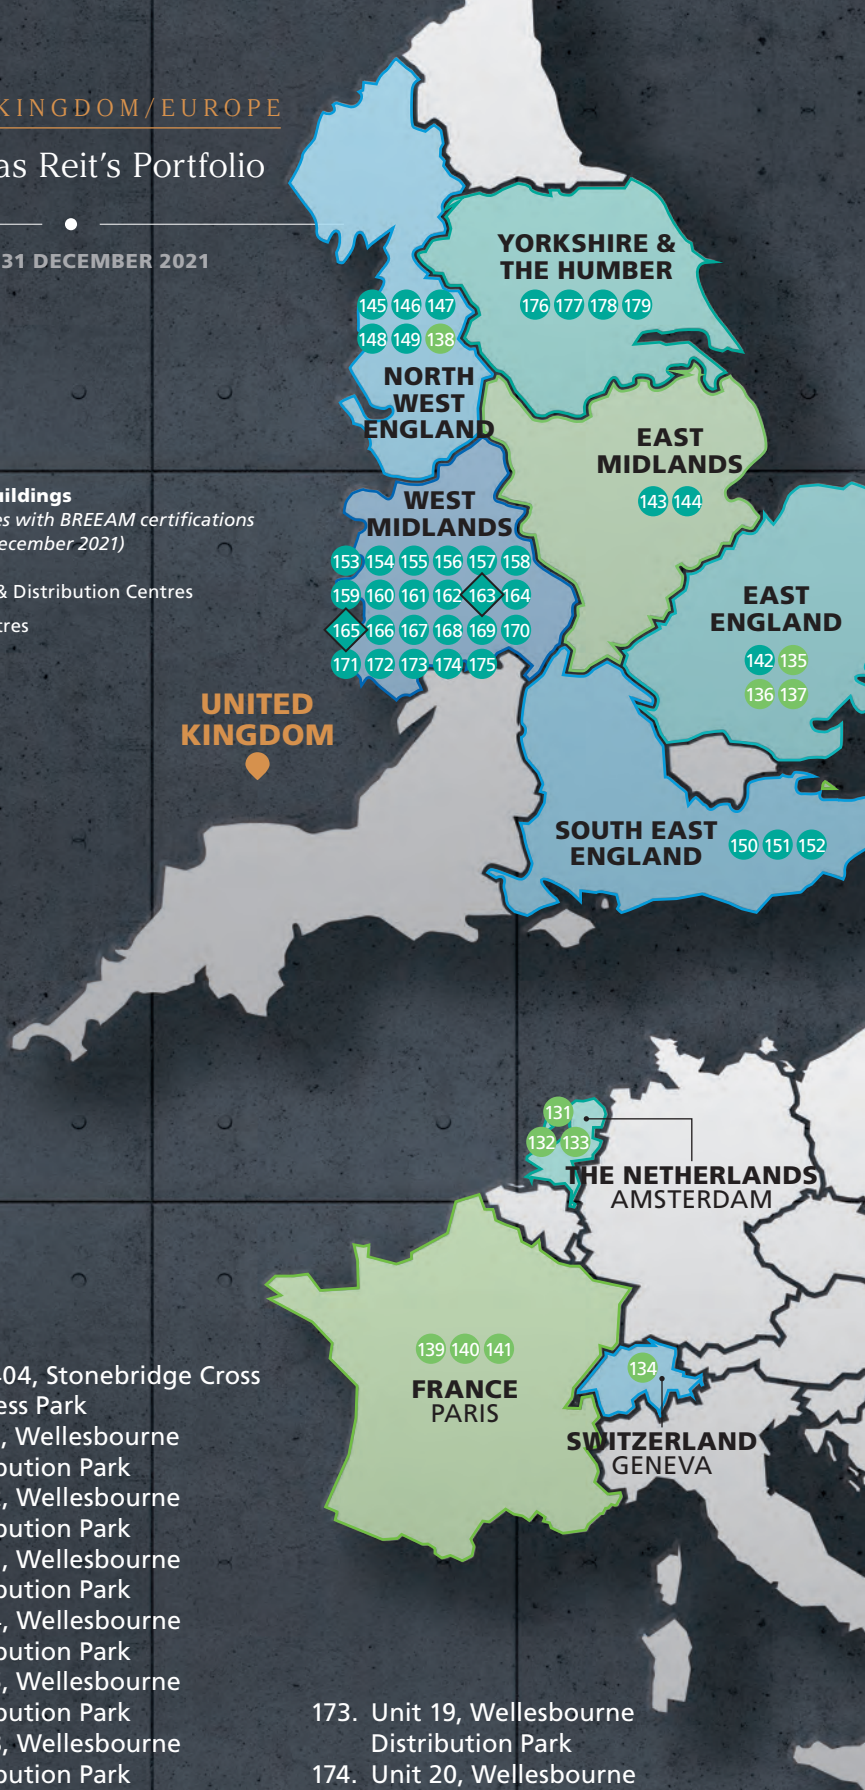 KINGDOM/EUROPE
as Reit's Portfolio
31 DECEMBER 2021
YORKSHIRE &
THE HUMBER
176 177 178 179
145 146 147
148 149 138
NORTH
WEST
ENGLAND
EAST
MIDLANDS
143 144
uildings
es with BREEAM certifications
ecember 2021)
& Distribution Centres
tres
WEST
MIDLANDS
153 154 155 156 157 158
159 160 161 162 163 164
165 166 167 168 169 170
171 172 173 174 175
EAST
ENGLAND
142 135
136 137
UNITED
KINGDOM
SOUTH EAST
ENGLAND
150 151 152
131
132 133
THE NETHERLANDS
AMSTERDAM
139 140 141
FRANCE
PARIS
134
SWITZERLAND
GENEVA
404, Stonebridge Cross
ess Park
, Wellesbourne
bution Park
, Wellesbourne
bution Park
, Wellesbourne
bution Park
, Wellesbourne
bution Park
, Wellesbourne
bution Park
, Wellesbourne
bution Park
173. Unit 19, Wellesbourne
Distribution Park
174. Unit 20, Wellesbourne